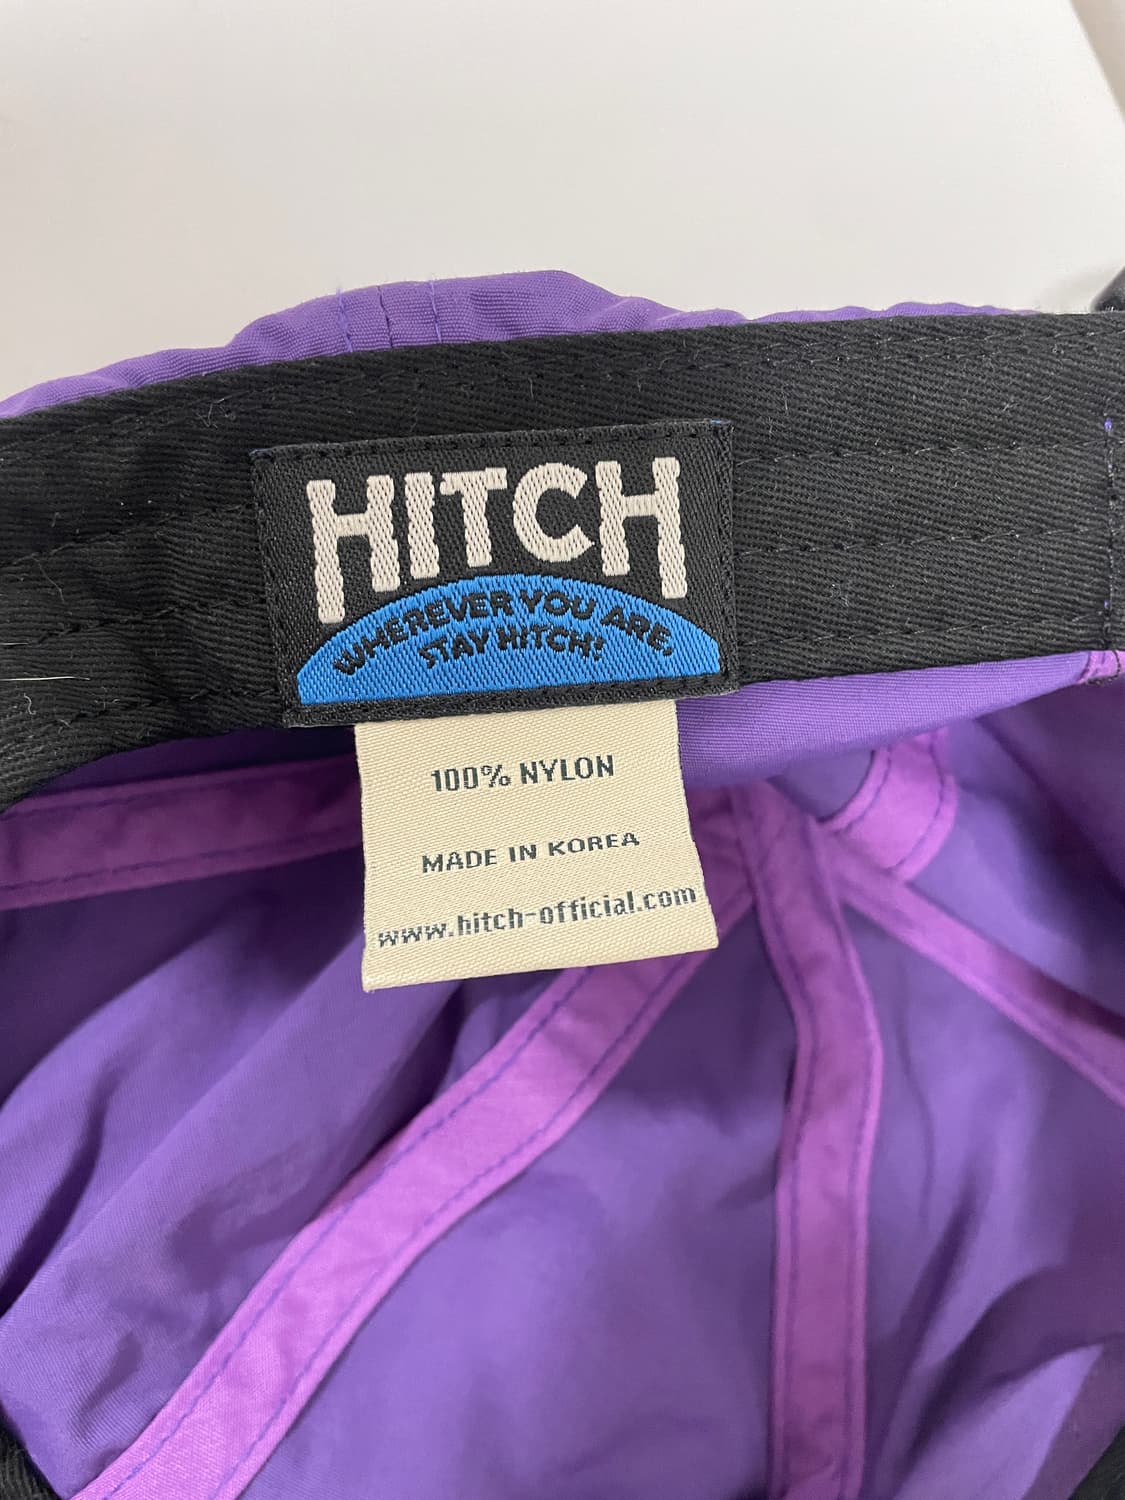 HITCH
WHEREVER YOU ARE,
STAY HITCH!
100% NYLON
MADE IN KOREA
www.hitch-official.com